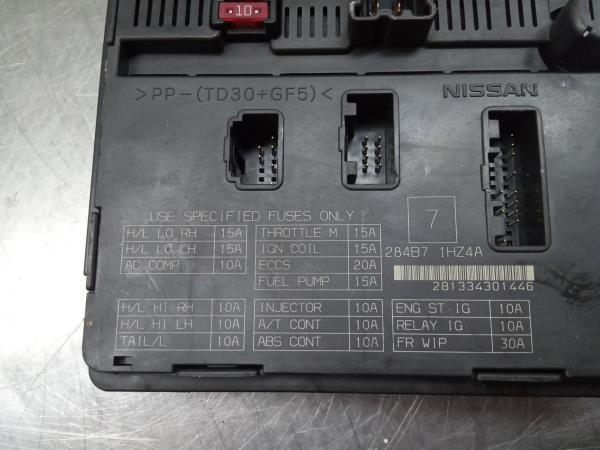 10
>PP-(TD30+GF5)<
NISSAN
USE SPECIFIED FUSES ONLY
7
H/L LO RH 15A
H/L LO LH 15A
AC COMP 10A
THROTTLE M 15A
IGN COIL 15A
ECCS 20A
FUEL PUMP 15A
284B7 1HZ4A
281334301446
H/L HI RH 10A
H/L HI LH 10A
TAIL/L 10A
INJECTOR 10A
A/T CONT 10A
ABS CONT 10A
ENG ST IG 10A
RELAY IG 10A
FR WIP 30A